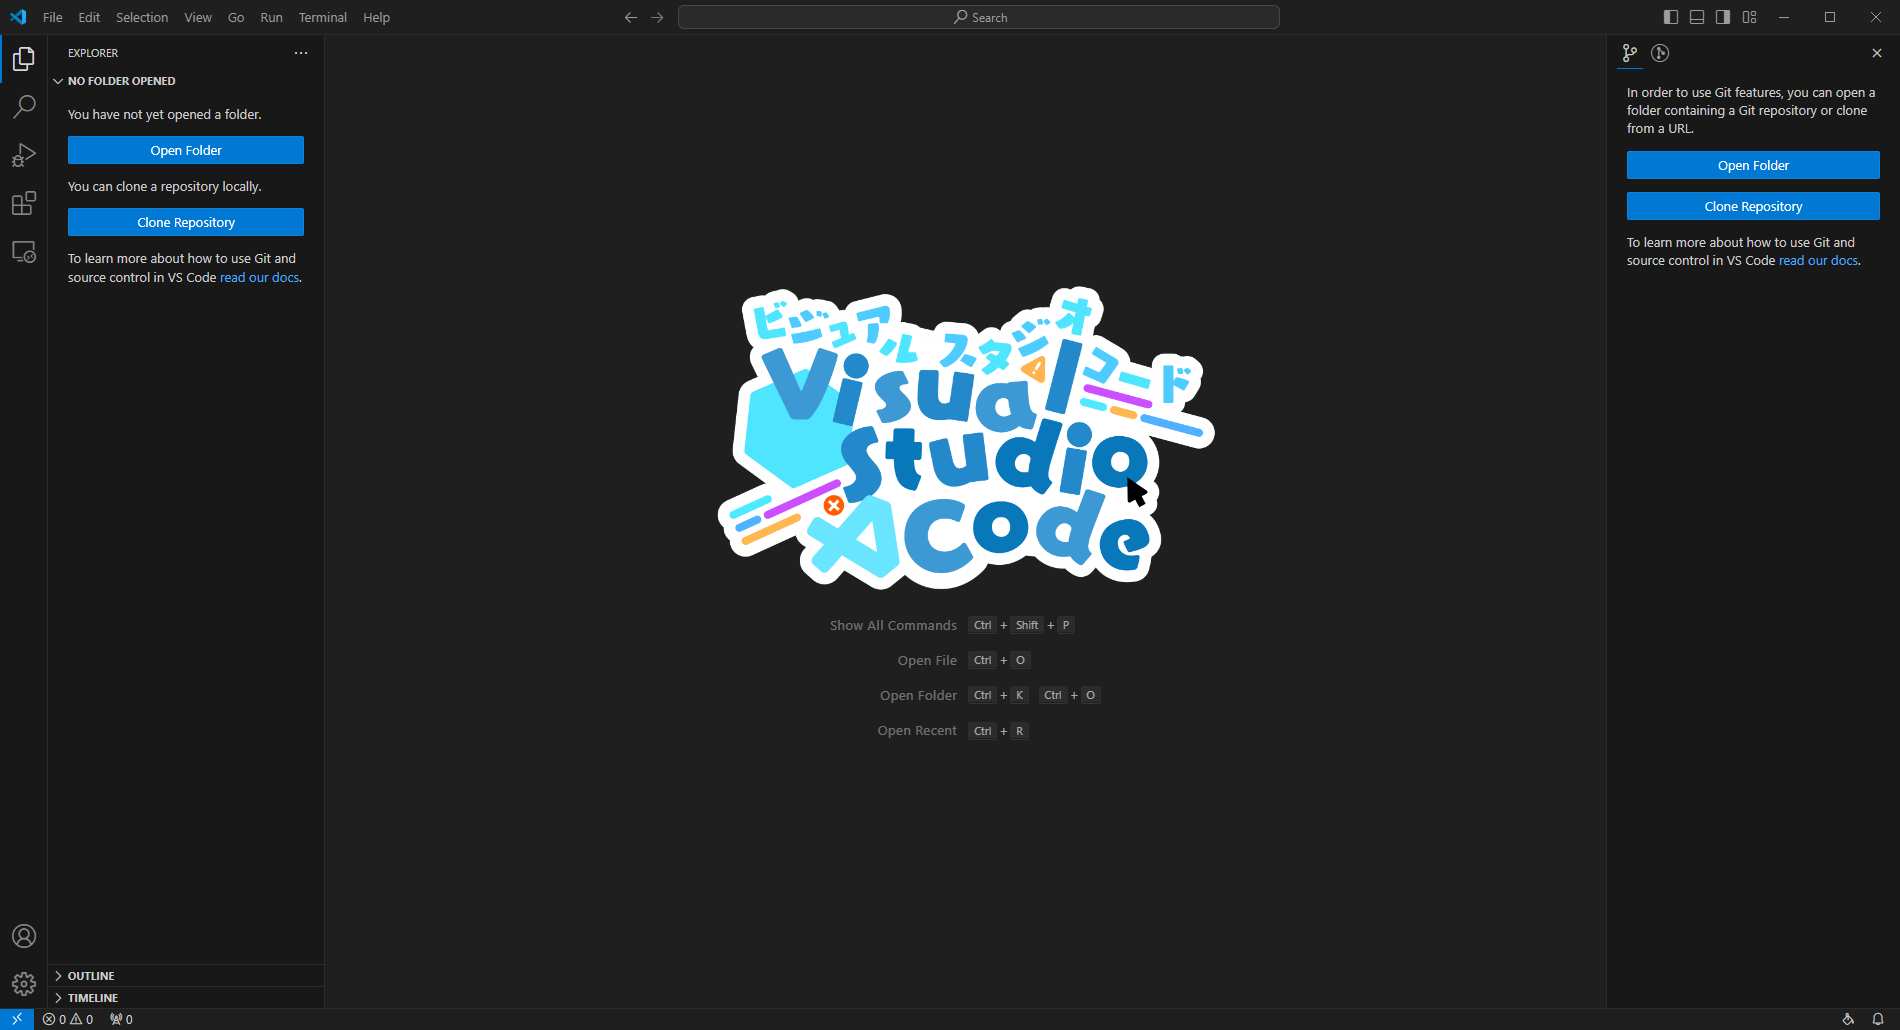 File Edit Selection View Go Run Terminal Help
Search
EXPLORER
NO FOLDER OPENED
You have not yet opened a folder.
Open Folder
You can clone a repository locally.
Clone Repository
To learn more about how to use Git and
source control in VS Code read our docs.
OUTLINE
TIMELINE
ビジュアル スタジオ コード
Visual
Studio
Code
Show All Commands Ctrl + Shift + P
Open File Ctrl + O
Open Folder Ctrl + K Ctrl + O
Open Recent Ctrl + R
In order to use Git features, you can open a
folder containing a Git repository or clone
from a URL.
Open Folder
Clone Repository
To learn more about how to use Git and
source control in VS Code read our docs.
0 0 0